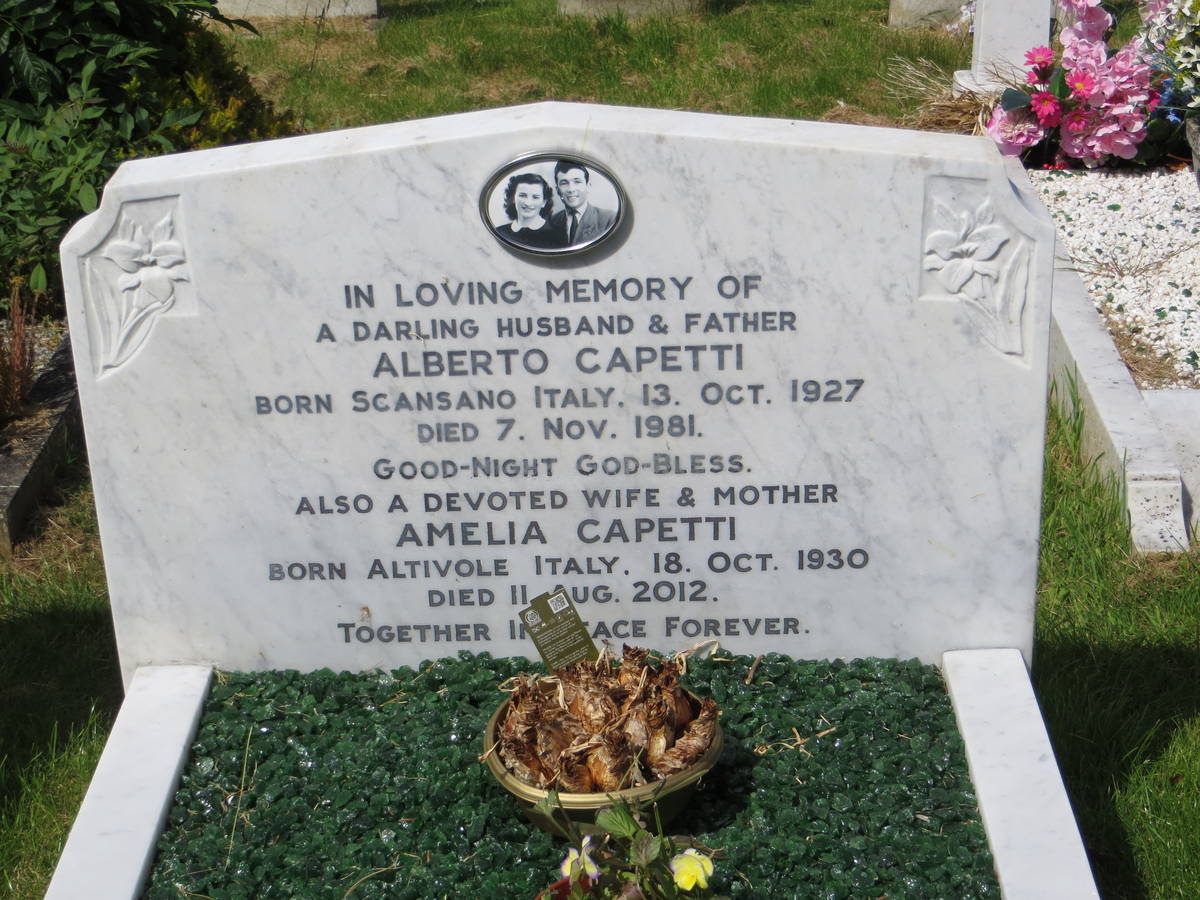 IN LOVING MEMORY OF
A DARLING HUSBAND & FATHER
ALBERTO CAPETTI
BORN SCANSANO ITALY. 13. OCT. 1927
DIED 7. NOV. 1981.
GOOD-NIGHT GOD-BLESS.
ALSO A DEVOTED WIFE & MOTHER
AMELIA CAPETTI
BORN ALTIVOLE ITALY. 18. OCT. 1930
DIED 11 AUG. 2012.
TOGETHER IN PEACE FOREVER.